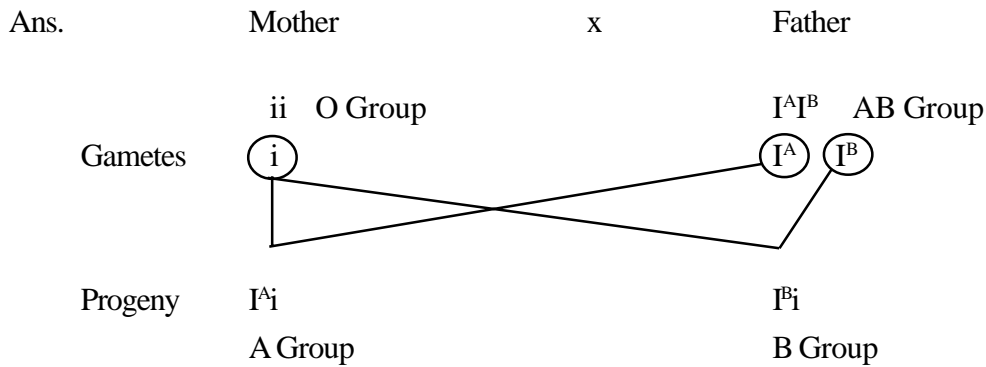 Ans. Mother x Father
ii O Group IᴬIᴮ AB Group
Gametes i Iᴬ Iᴮ
Progeny Iᴬi Iᴮi
A Group B Group